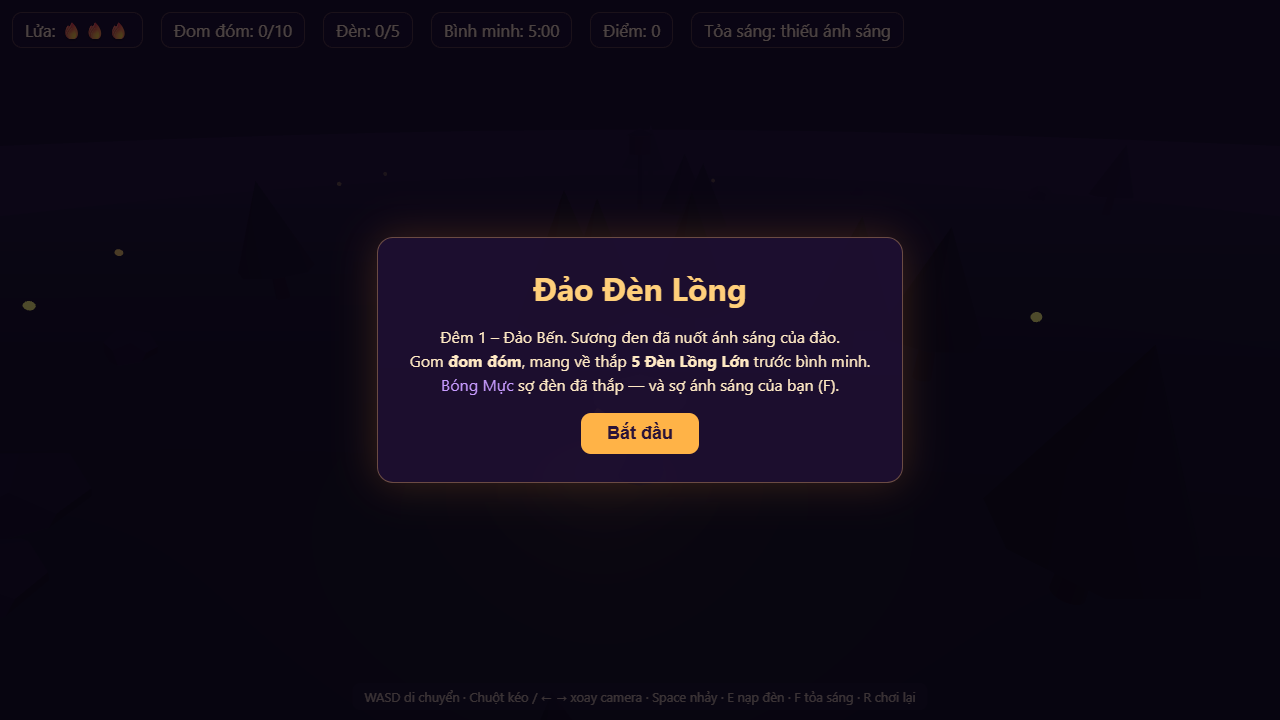 Lửa: 🔥 🔥 🔥
Đom đóm: 0/10
Đèn: 0/5
Bình minh: 5:00
Điểm: 0
Tỏa sáng: thiếu ánh sáng
Đảo Đèn Lồng
Đêm 1 – Đảo Bến. Sương đen đã nuốt ánh sáng của đảo.
Gom đom đóm, mang về thắp 5 Đèn Lồng Lớn trước bình minh.
Bóng Mực sợ đèn đã thắp — và sợ ánh sáng của bạn (F).
Bắt đầu
WASD di chuyển · Chuột kéo / ← → xoay camera · Space nhảy · E nạp đèn · F tỏa sáng · R chơi lại